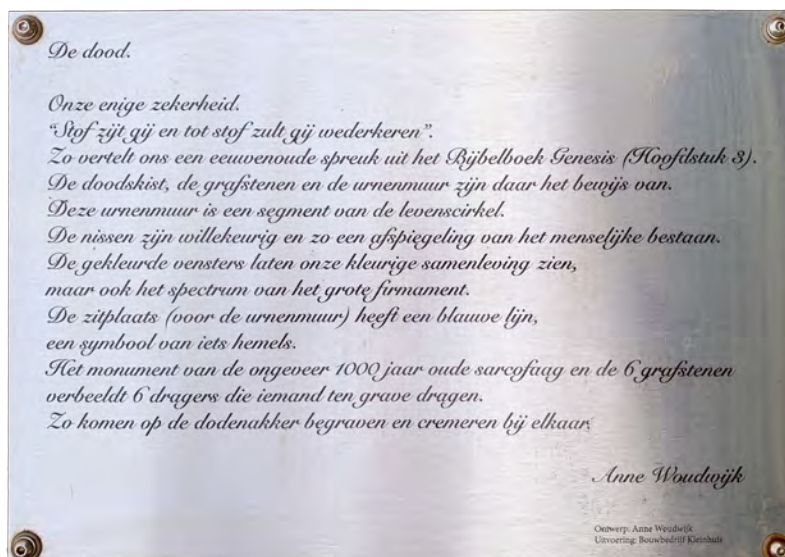 De dood.
Onze enige zekerheid.
“Stof zijt gij en tot stof zult gij wederkeren”.
Zo vertelt ons een eeuwenoude spreuk uit het Bijbelboek Genesis (Hoofdstuk 3).
De doodskist, de grafstenen en de urnenmuur zijn daar het bewijs van.
Deze urnenmuur is een segment van de levenscirkel.
De nissen zijn willekeurig en zo een afspiegeling van het menselijke bestaan.
De gekleurde vensters laten onze kleurige samenleving zien,
maar ook het spectrum van het grote firmament.
De zitplaats (voor de urnenmuur) heeft een blauwe lijn,
een symbool van iets hemels.
Het monument van de ongeveer 1000 jaar oude sarcofaag en de 6 grafstenen
verbeeldt 6 dragers die iemand ten grave dragen.
Zo komen op de dodenakker begraven en cremeren bij elkaar.
Anne Woudwijk
Ontwerp: Anne Woudwijk
Uitvoering: Bouwbedrijf Kleinhuis